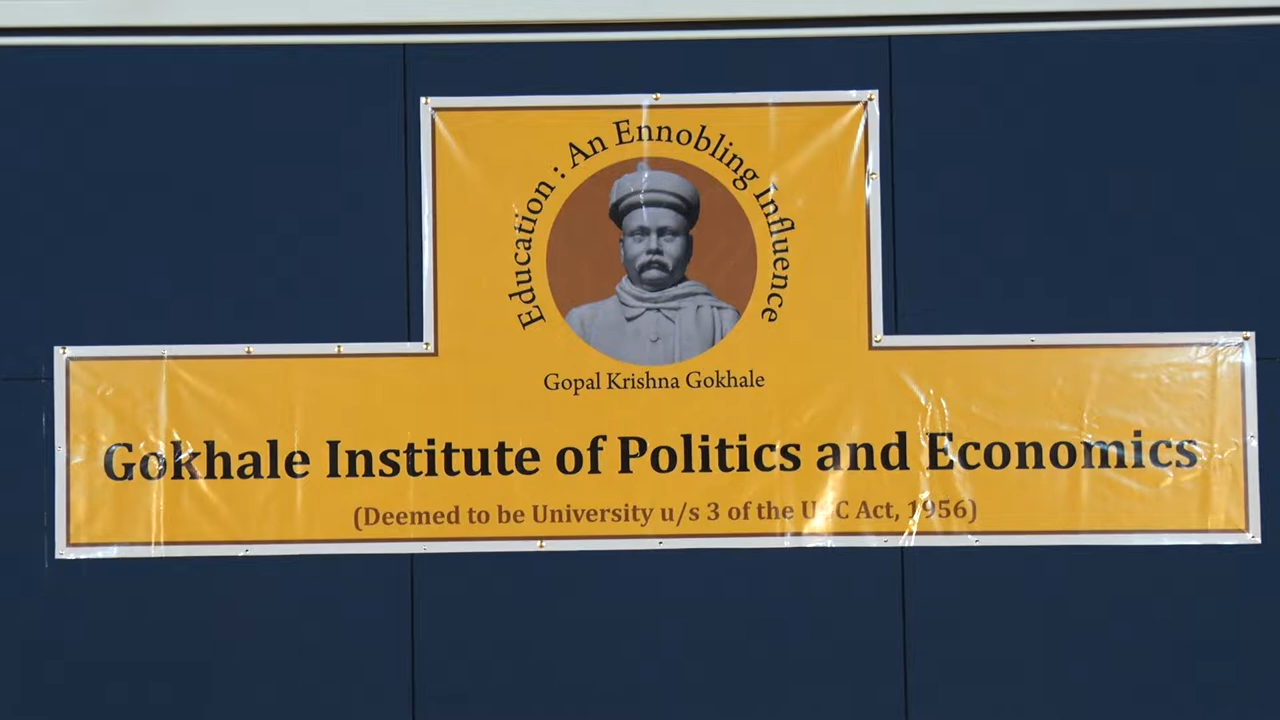 Education : An Ennobling Influence
Gopal Krishna Gokhale
Gokhale Institute of Politics and Economics
(Deemed to be University u/s 3 of the Act, 1956)